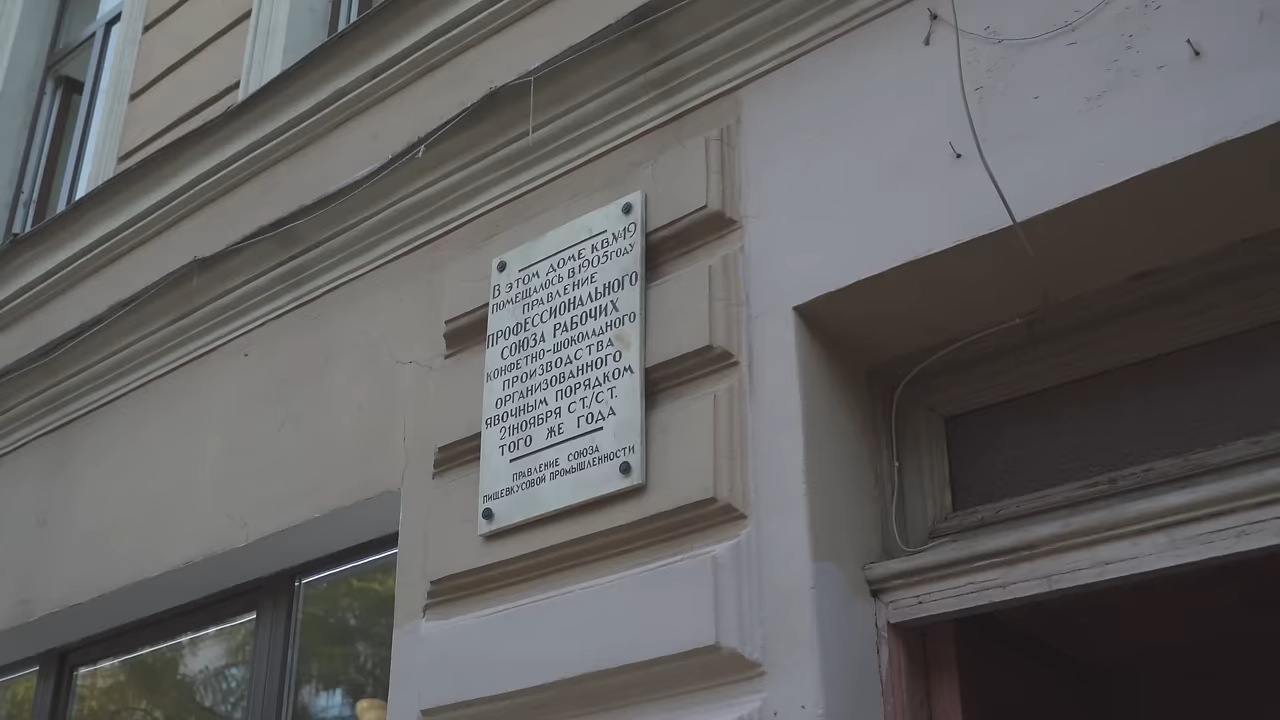 В ЭТОМ ДОМЕ КВ.№19
ПОМЕЩАЛОСЬ В 1905 ГОДУ
ПРАВЛЕНИЕ
ПРОФЕССИОНАЛЬНОГО
СОЮЗА РАБОЧИХ
КОНФЕТНО-ШОКОЛАДНОГО
ПРОИЗВОДСТВА
ОРГАНИЗОВАННОГО
ЯВОЧНЫМ ПОРЯДКОМ
21 НОЯБРЯ СТ./СТ.
ТОГО ЖЕ ГОДА
ПРАВЛЕНИЕ СОЮЗА
ПИЩЕВКУСОВОЙ ПРОМЫШЛЕННОСТИ